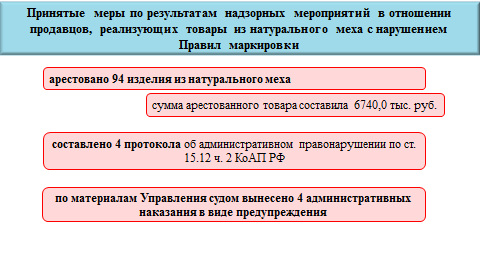 Принятые меры по результатам надзорных мероприятий в отношении
продавцов, реализующих товары из натурального меха с нарушением
Правил маркировки
арестовано 94 изделия из натурального меха
сумма арестованного товара составила 6740,0 тыс. руб.
составлено 4 протокола об административном правонарушении по ст.
15.12 ч. 2 КоАП РФ
по материалам Управления судом вынесено 4 административных
наказания в виде предупреждения